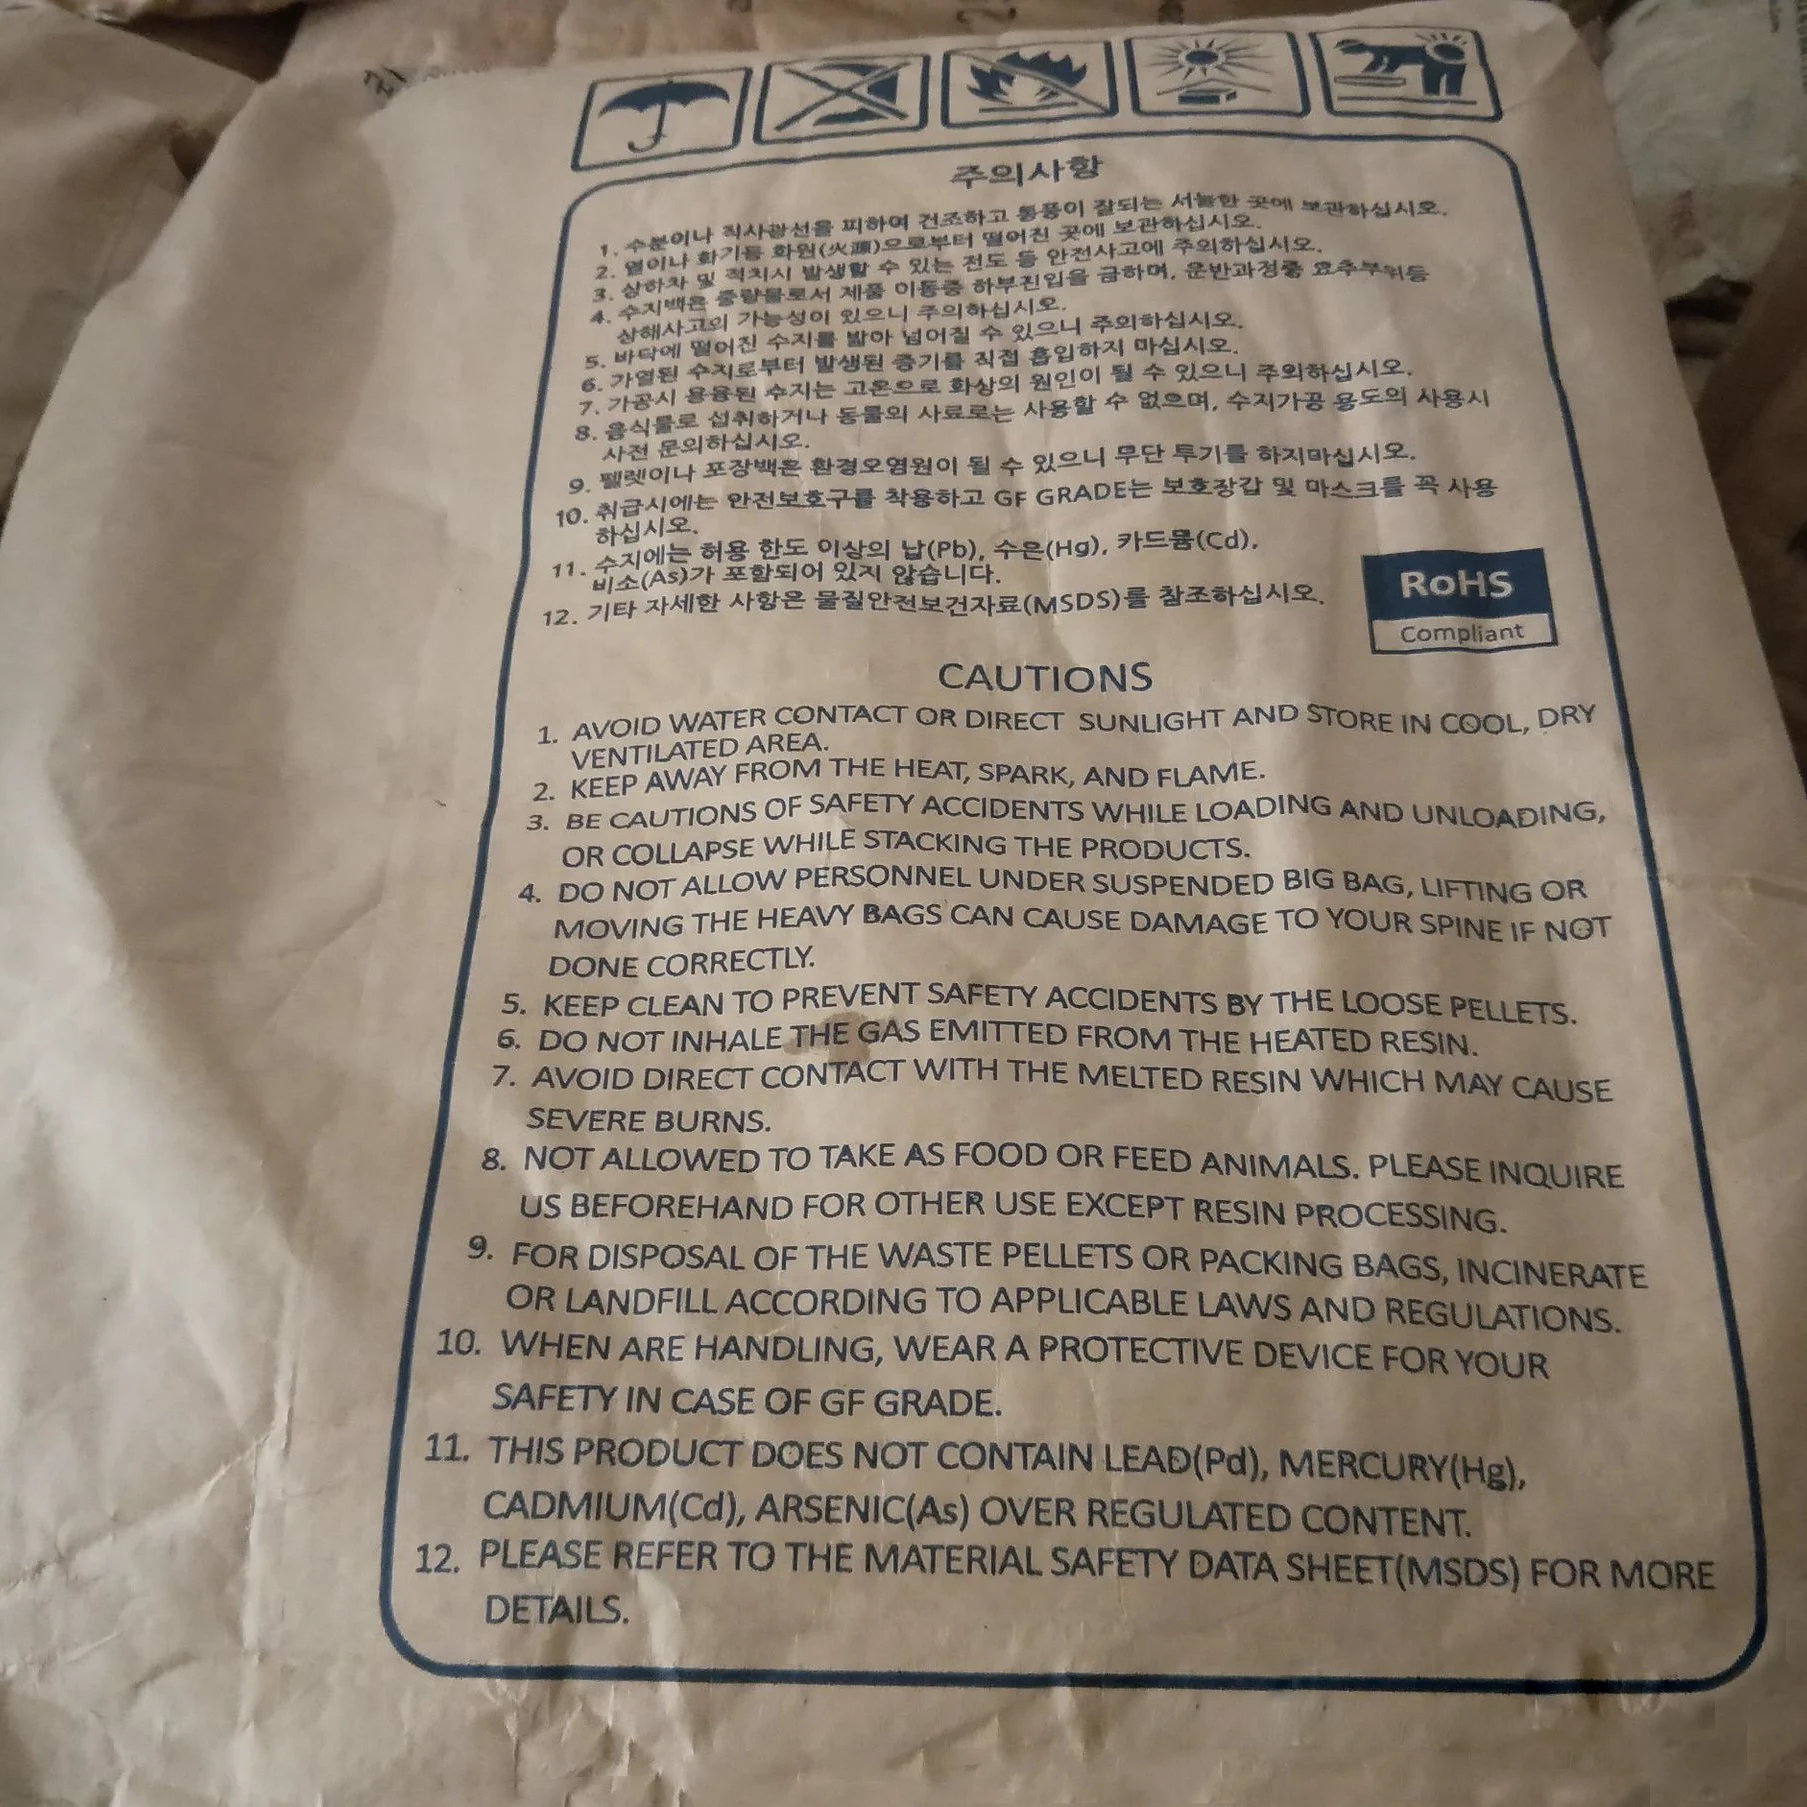 주의사항
1. 수분이나 직사광선을 피하여 건조하고 통풍이 잘되는 서늘한 곳에 보관하십시오.
2. 열이나 화기등 화원(火源)으로부터 떨어진 곳에 보관하십시오.
3. 상하차 및 적치시 발생할 수 있는 전도 등 안전사고에 주의하십시오.
4. 수지백은 중량물로서 제품 이동중 하부진입을 금하며, 운반과정중 요추부위등
상해사고의 가능성이 있으니 주의하십시오.
5. 바닥에 떨어진 수지를 밟아 넘어질 수 있으니 주의하십시오.
6. 가열된 수지로부터 발생된 증기를 직접 흡입하지 마십시오.
7. 가공시 용융된 수지는 고온으로 화상의 원인이 될 수 있으니 주의하십시오.
8. 음식물로 섭취하거나 동물의 사료로는 사용할 수 없으며, 수지가공 용도의 사용시
사전 문의하십시오.
9. 펠렛이나 포장백은 환경오염원이 될 수 있으니 무단 투기를 하지마십시오.
10. 취급시에는 안전보호구를 착용하고 GF GRADE는 보호장갑 및 마스크를 꼭 사용
하십시오.
11. 수지에는 허용 한도 이상의 납(Pb), 수은(Hg), 카드뮴(Cd),
비소(As)가 포함되어 있지 않습니다.
12. 기타 자세한 사항은 물질안전보건자료(MSDS)를 참조하십시오.
RoHS
Compliant
CAUTIONS
1. AVOID WATER CONTACT OR DIRECT SUNLIGHT AND STORE IN COOL, DRY
VENTILATED AREA.
2. KEEP AWAY FROM THE HEAT, SPARK, AND FLAME.
3. BE CAUTIONS OF SAFETY ACCIDENTS WHILE LOADING AND UNLOADING,
OR COLLAPSE WHILE STACKING THE PRODUCTS.
4. DO NOT ALLOW PERSONNEL UNDER SUSPENDED BIG BAG, LIFTING OR
MOVING THE HEAVY BAGS CAN CAUSE DAMAGE TO YOUR SPINE IF NOT
DONE CORRECTLY.
5. KEEP CLEAN TO PREVENT SAFETY ACCIDENTS BY THE LOOSE PELLETS.
6. DO NOT INHALE THE GAS EMITTED FROM THE HEATED RESIN.
7. AVOID DIRECT CONTACT WITH THE MELTED RESIN WHICH MAY CAUSE
SEVERE BURNS.
8. NOT ALLOWED TO TAKE AS FOOD OR FEED ANIMALS. PLEASE INQUIRE
US BEFOREHAND FOR OTHER USE EXCEPT RESIN PROCESSING.
9. FOR DISPOSAL OF THE WASTE PELLETS OR PACKING BAGS, INCINERATE
OR LANDFILL ACCORDING TO APPLICABLE LAWS AND REGULATIONS.
10. WHEN ARE HANDLING, WEAR A PROTECTIVE DEVICE FOR YOUR
SAFETY IN CASE OF GF GRADE.
11. THIS PRODUCT DOES NOT CONTAIN LEAD(Pd), MERCURY(Hg),
CADMIUM(Cd), ARSENIC(As) OVER REGULATED CONTENT.
12. PLEASE REFER TO THE MATERIAL SAFETY DATA SHEET(MSDS) FOR MORE
DETAILS.